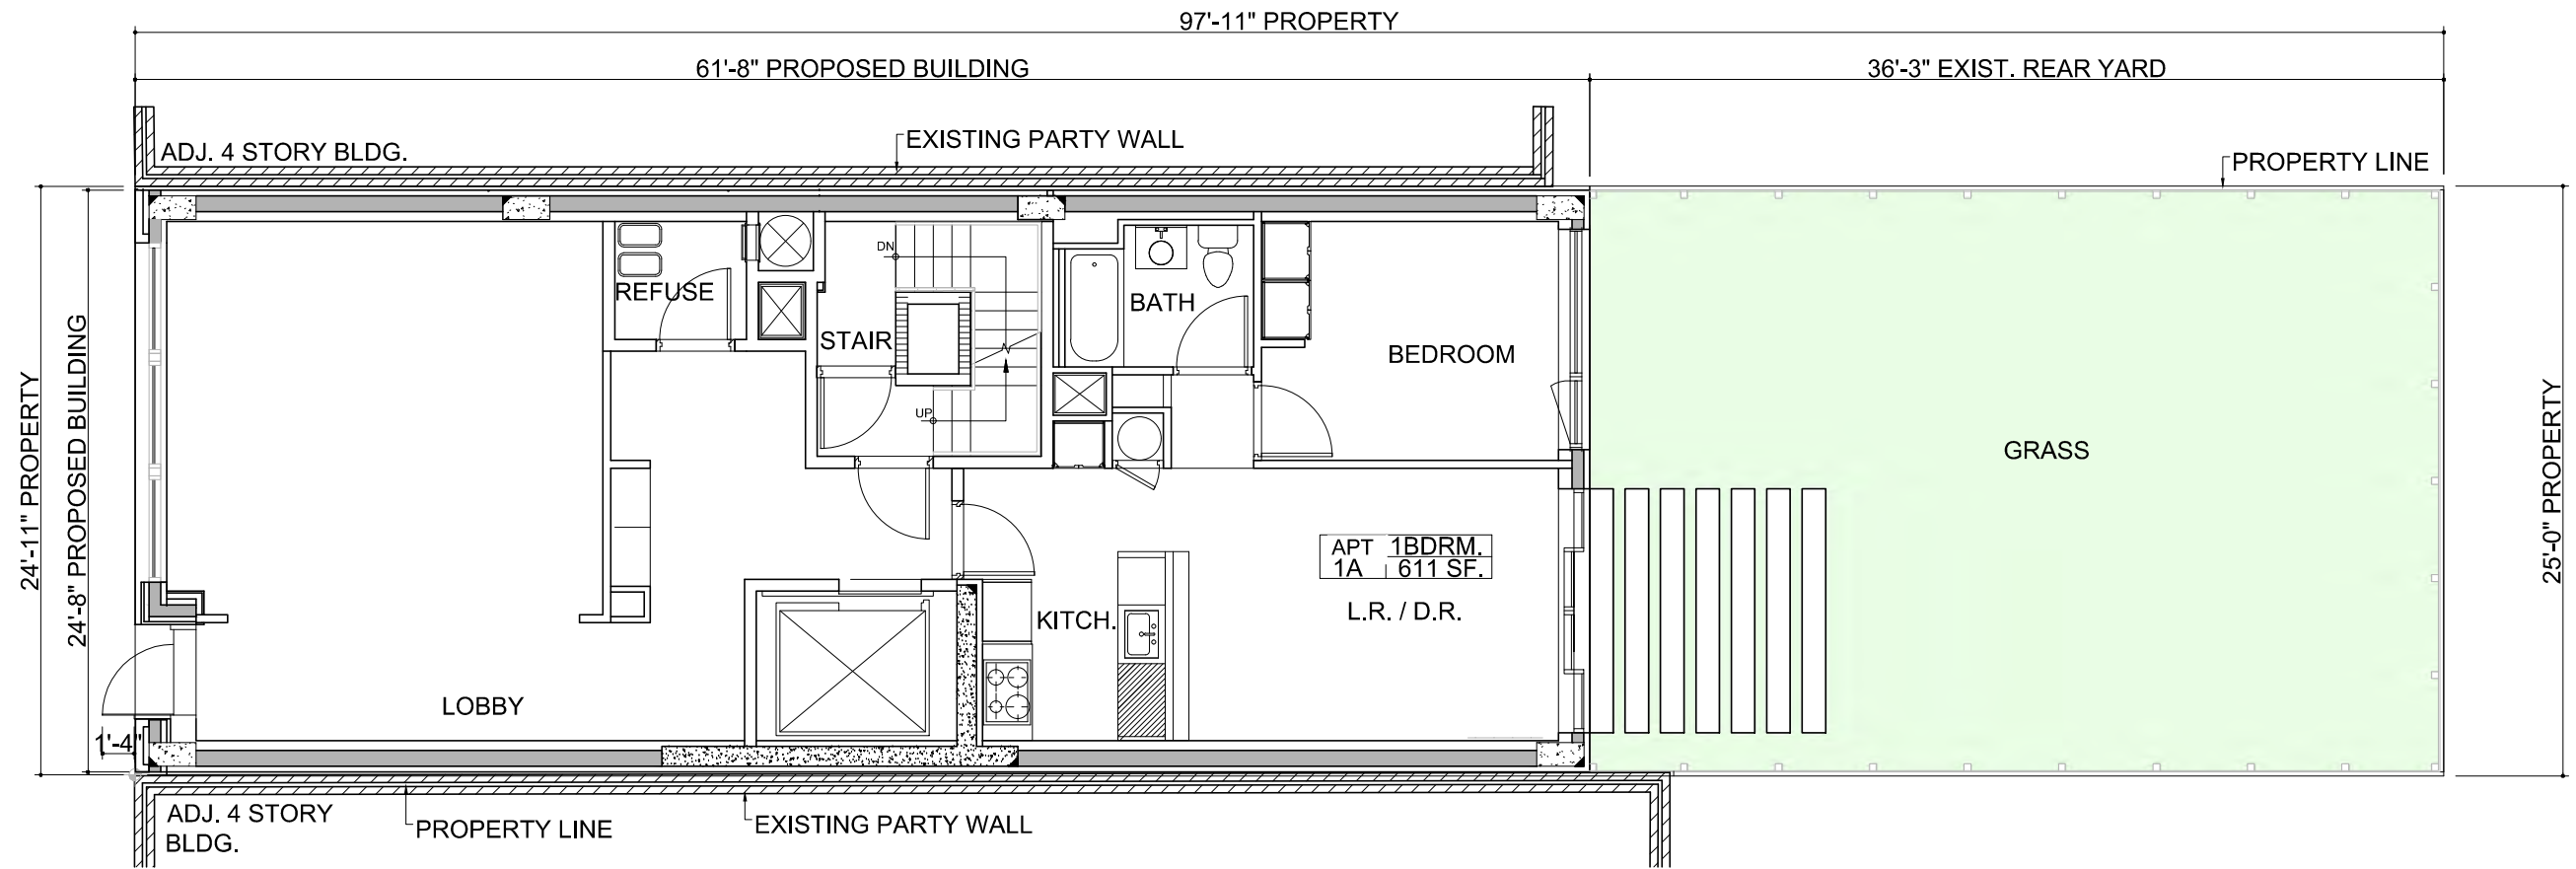 97'-11" PROPERTY
61'-8" PROPOSED BUILDING
36'-3" EXIST. REAR YARD
EXISTING PARTY WALL
ADJ. 4 STORY BLDG.
PROPERTY LINE
DN
REFUSE
BATH
STAIR
BEDROOM
UP
GRASS
24'-11" PROPERTY
24'-8" PROPOSED BUILDING
25'-0" PROPERTY
APT 1BDRM.
1A 611 SF.
L.R. / D.R.
KITCH.
LOBBY
1'-4"
ADJ. 4 STORY
BLDG.
PROPERTY LINE
EXISTING PARTY WALL